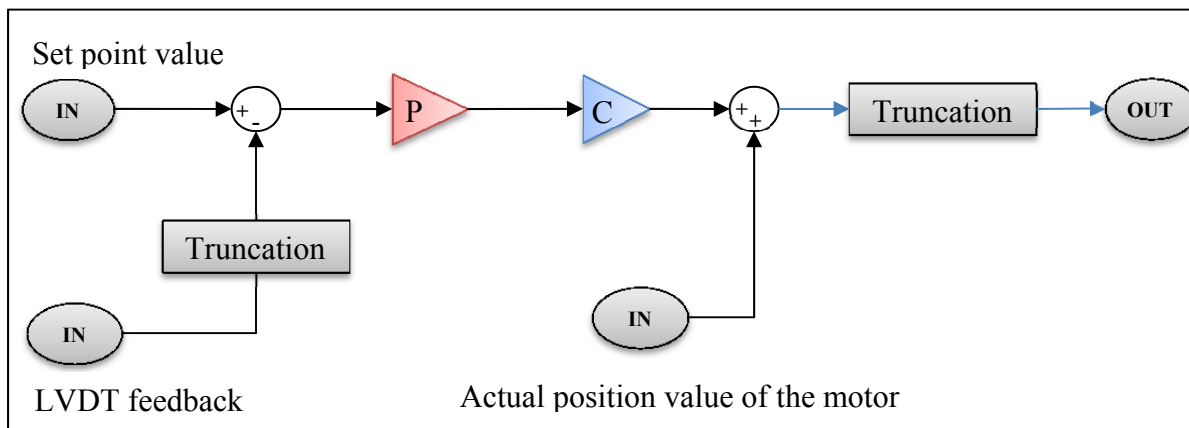 Set point value
IN
+
-
P
C
+
+
Truncation
OUT
Truncation
IN
IN
LVDT feedback
Actual position value of the motor